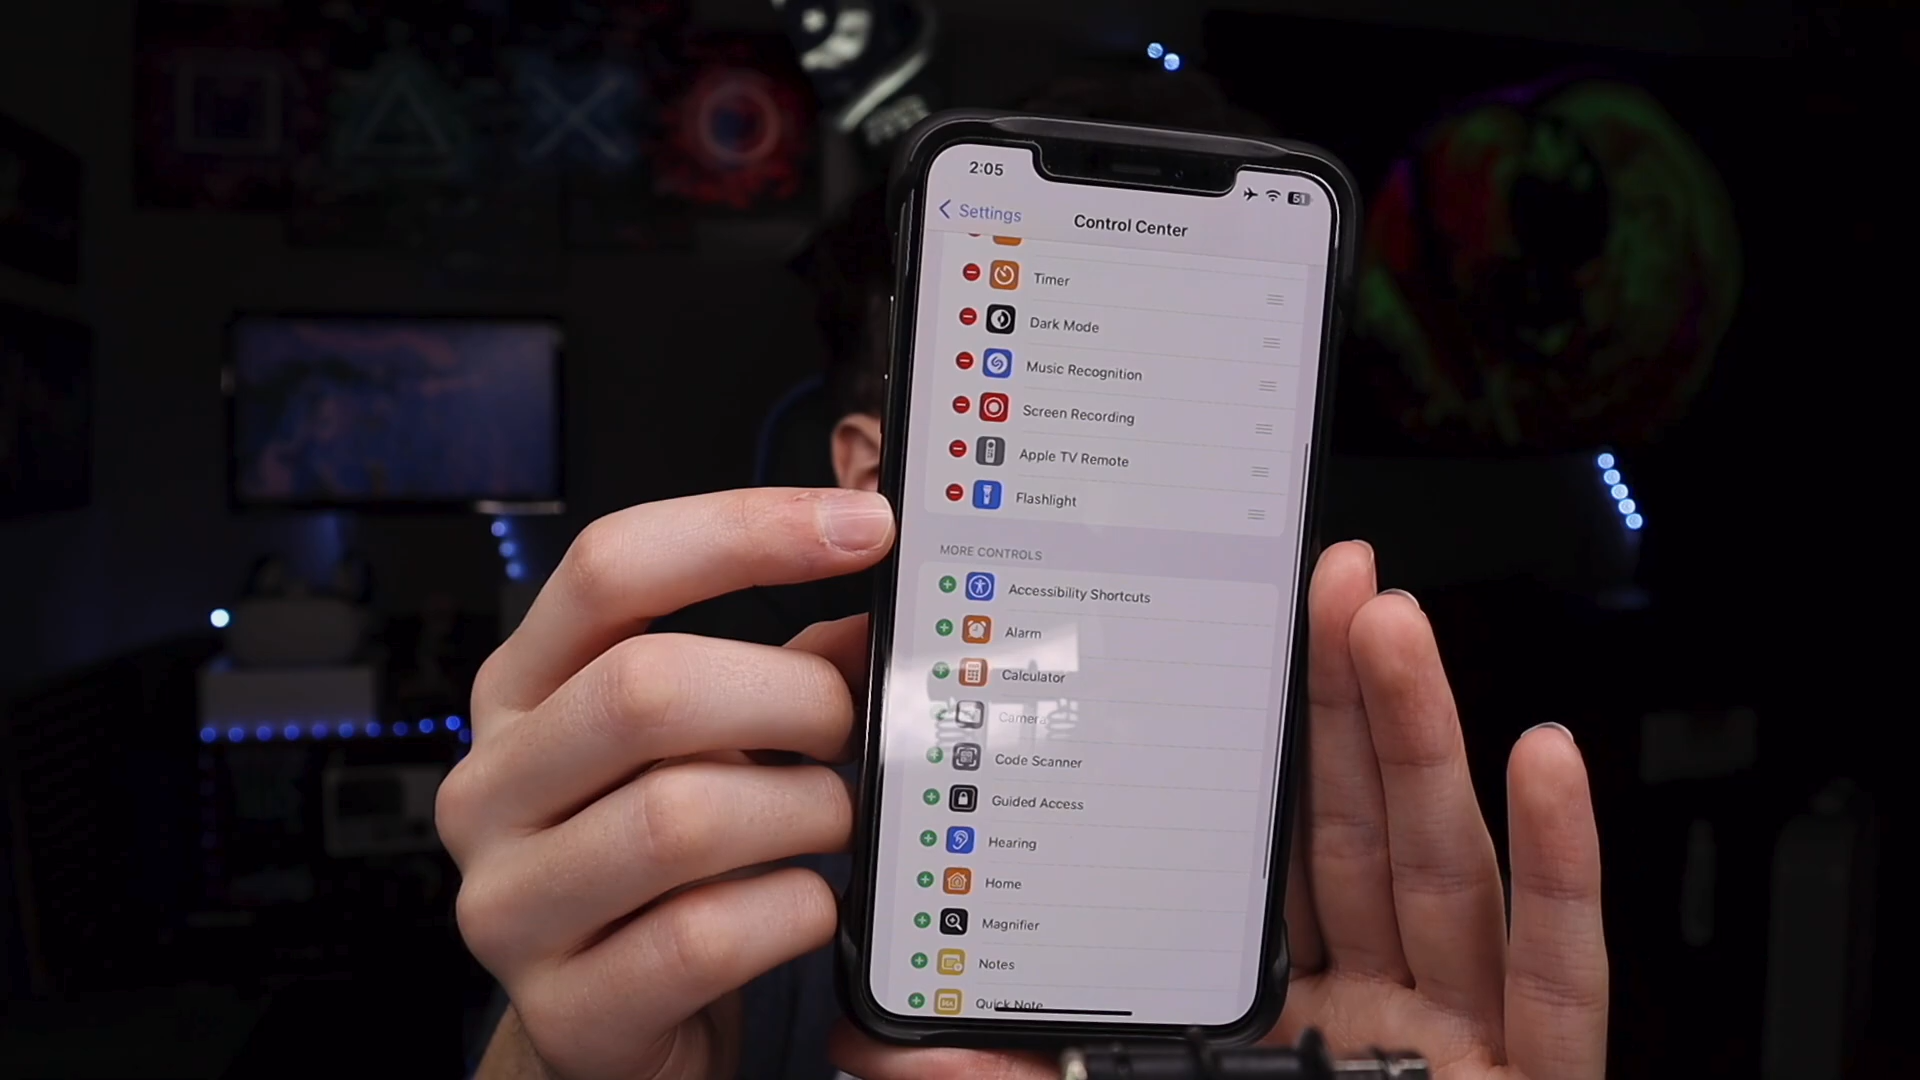 2:05
51
Settings
Control Center
Timer
Dark Mode
Music Recognition
Screen Recording
Apple TV Remote
Flashlight
MORE CONTROLS
Accessibility Shortcuts
Alarm
Calculator
Camera
Code Scanner
Guided Access
Hearing
Home
Magnifier
Notes
Quick Note